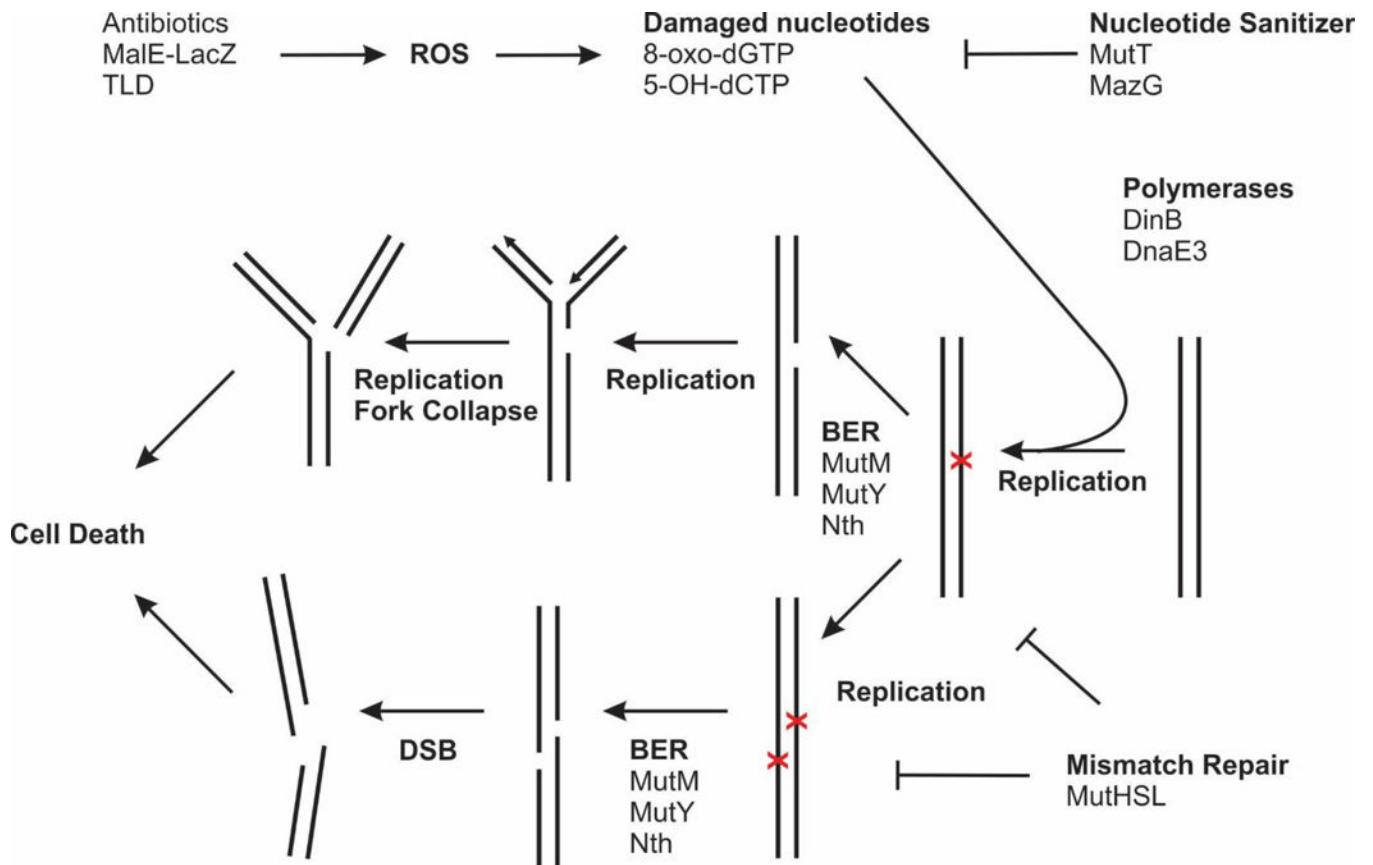 Antibiotics
MalE-LacZ
TLD
ROS
Damaged nucleotides
8-oxo-dGTP
5-OH-dCTP
Nucleotide Sanitizer
MutT
MazG
Polymerases
DinB
DnaE3
Replication
Fork Collapse
Replication
BER
MutM
MutY
Nth
Replication
Cell Death
DSB
BER
MutM
MutY
Nth
Replication
Mismatch Repair
MutHSL